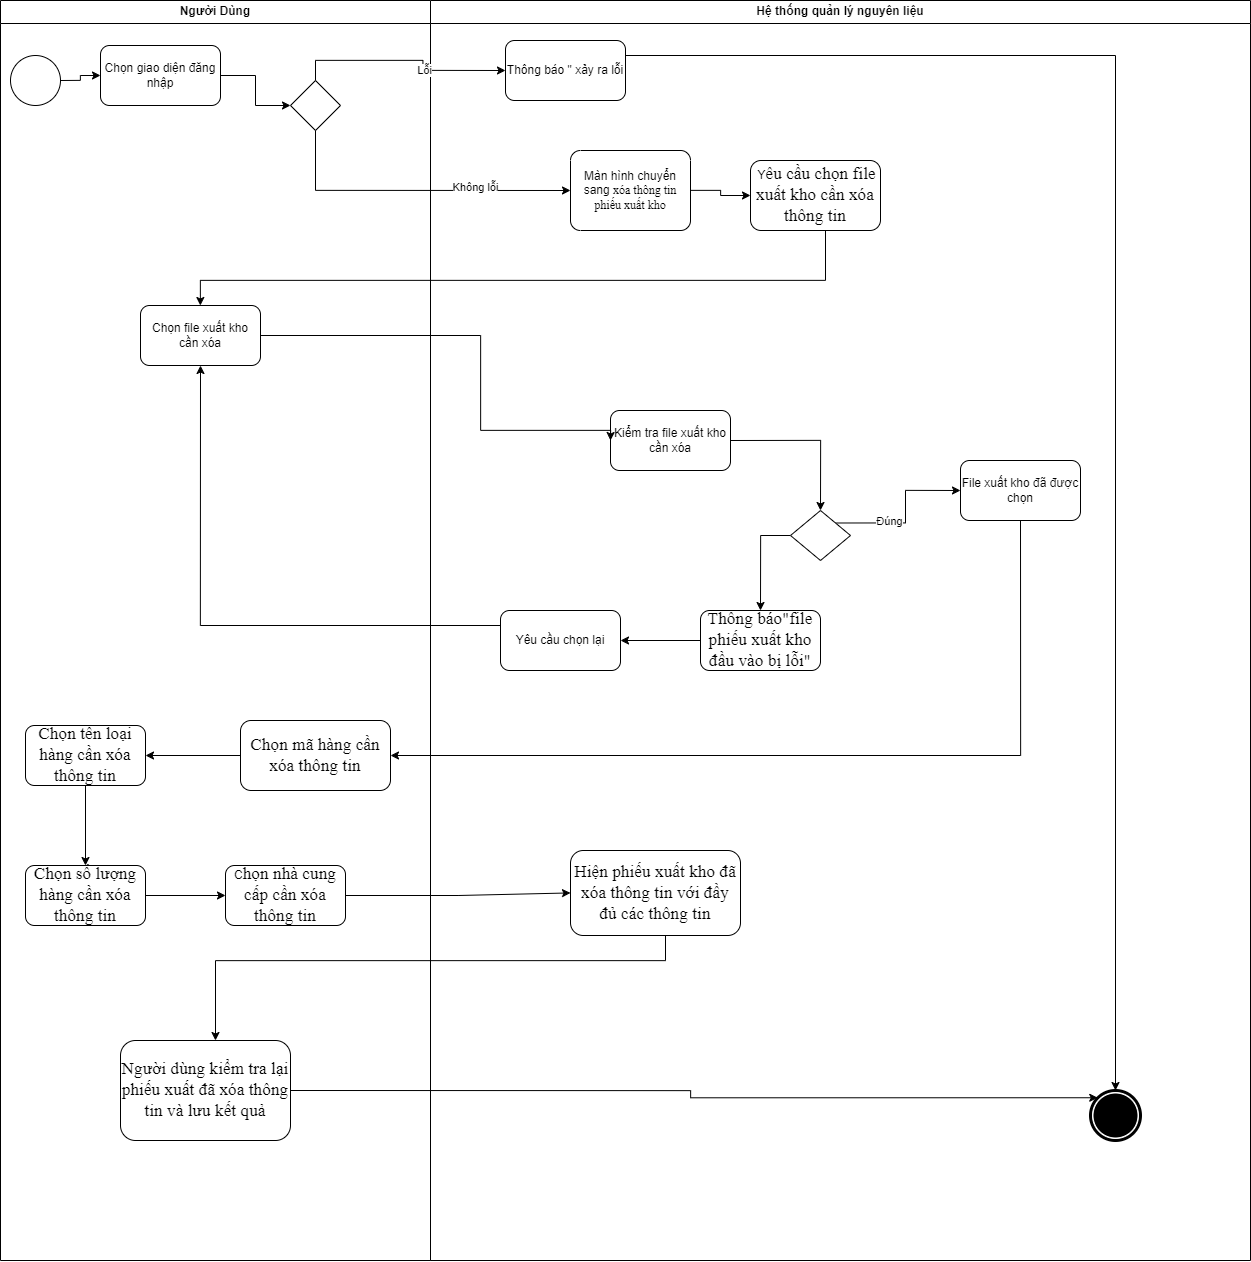 Người Dùng
Hệ thống quản lý nguyên liệu
Chọn giao diện đăng
nhập
Lỗi
Thông báo " xảy ra lỗi
Không lỗi
Màn hình chuyển
sang xóa thông tin
phiếu xuất kho
Yêu cầu chọn file
xuất kho cần xóa
thông tin
Chọn file xuất kho
cần xóa
Kiểm tra file xuất kho
cần xóa
Đúng
File xuất kho đã được
chọn
Yêu cầu chọn lại
Thông báo"file
phiếu xuất kho
đầu vào bị lỗi"
Chọn tên loại
hàng cần xóa
thông tin
Chọn mã hàng cần
xóa thông tin
Chọn số lượng
hàng cần xóa
thông tin
Chọn nhà cung
cấp cần xóa
thông tin
Hiện phiếu xuất kho đã
xóa thông tin với đầy
đủ các thông tin
Người dùng kiểm tra lại
phiếu xuất đã xóa thông
tin và lưu kết quả